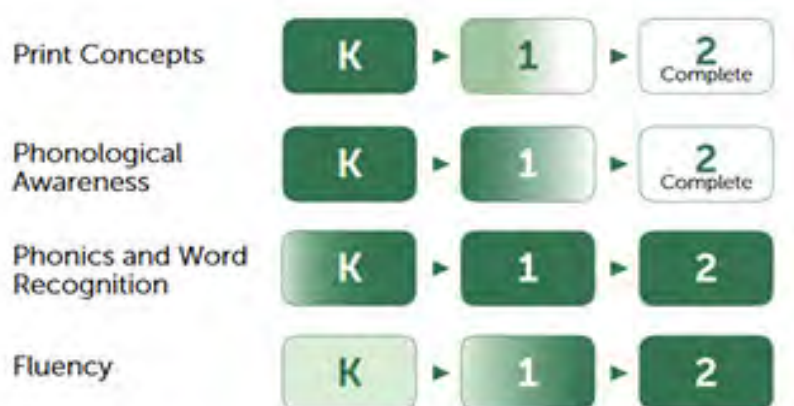 Print Concepts K 1 2
Complete
Phonological
Awareness K 1 2
Complete
Phonics and Word
Recognition K 1 2
Fluency K 1 2